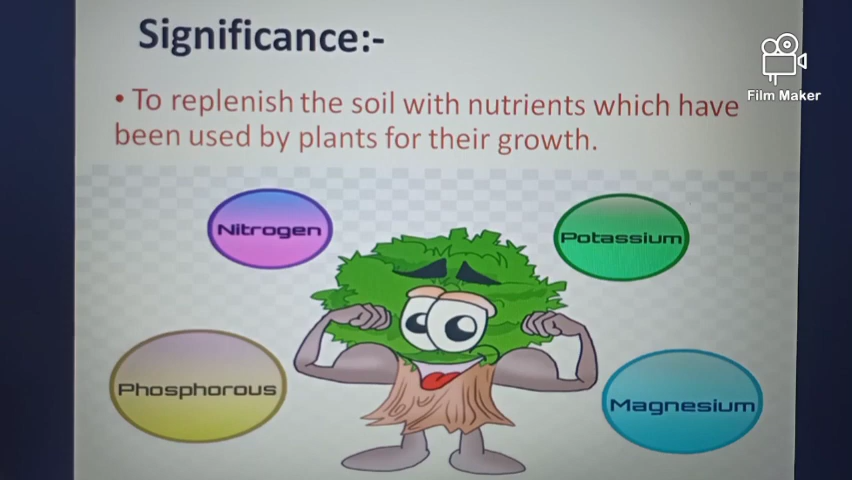 Significance:-
Film Maker
• To replenish the soil with nutrients which have
been used by plants for their growth.
Nitrogen
Potassium
Phosphorous
Magnesium